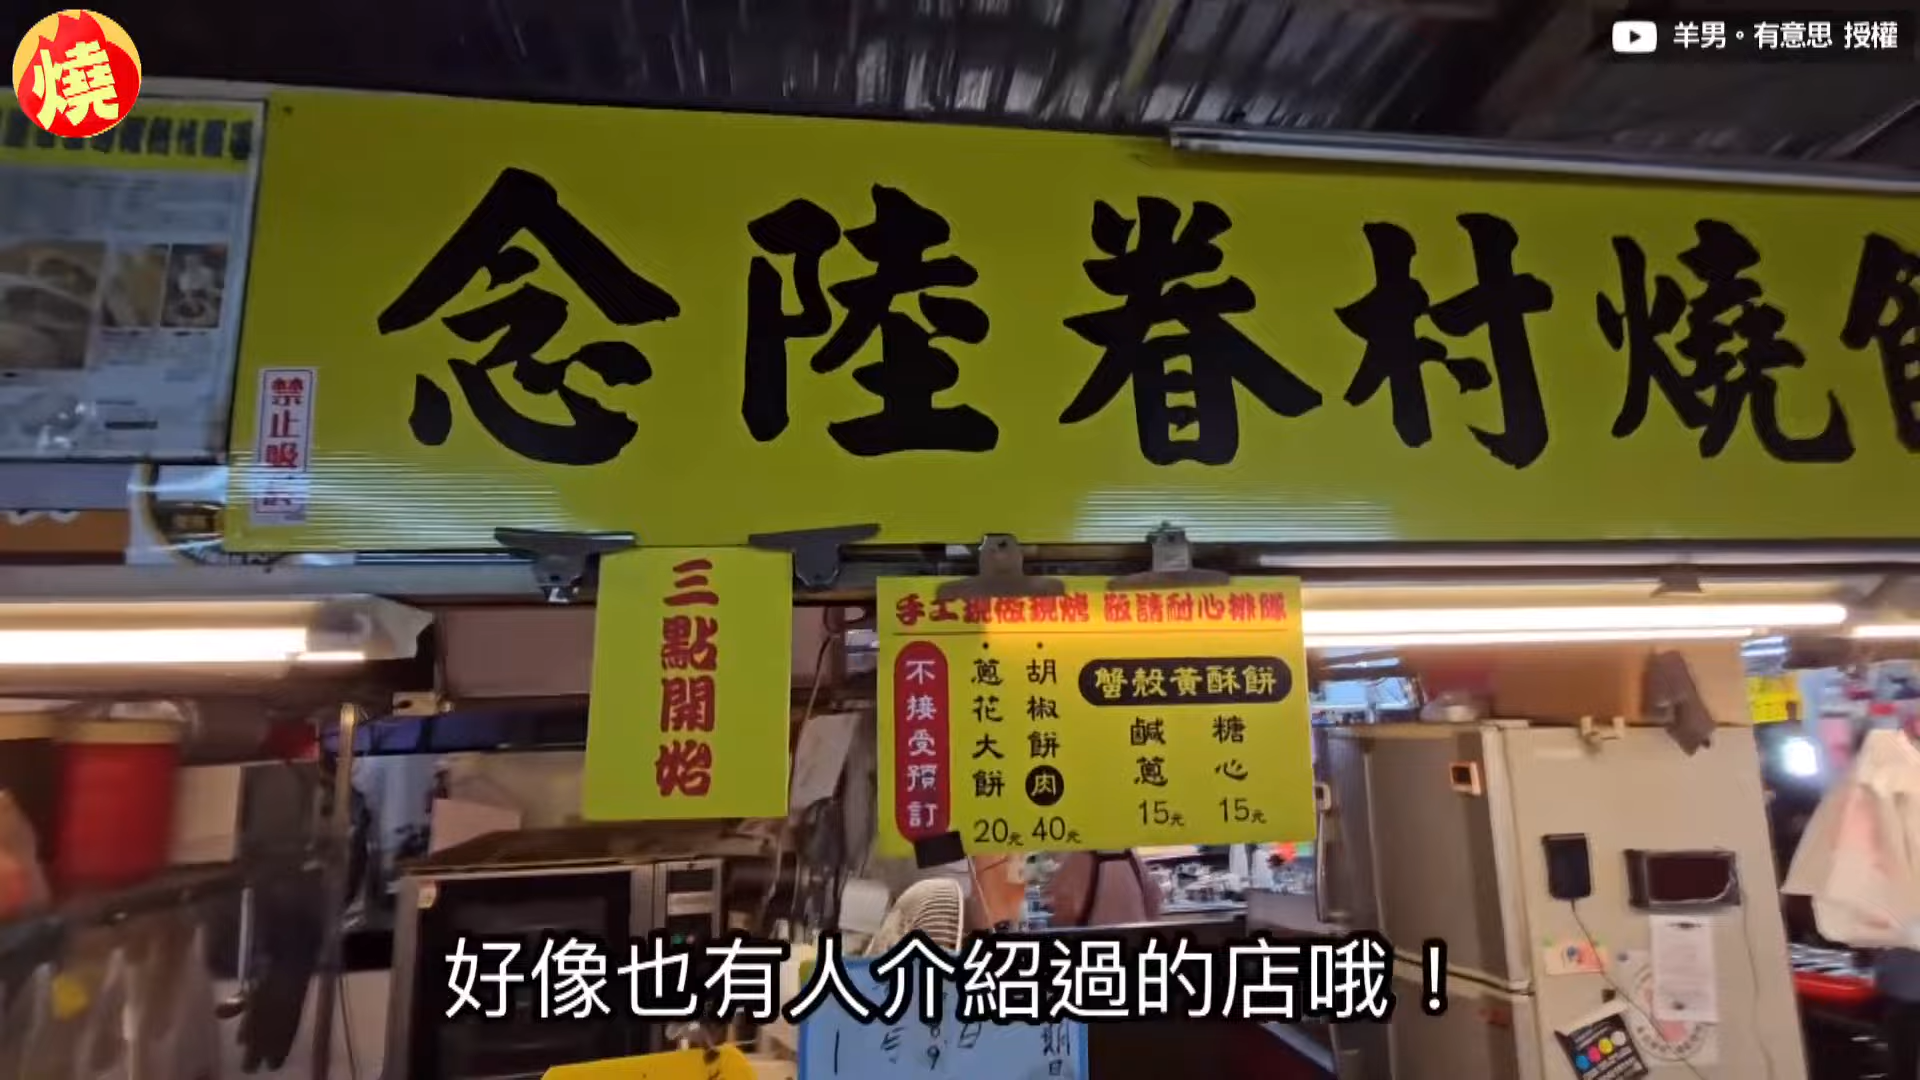 燒
羊男。有意思 授權
念陸眷村燒餅
禁止吸菸
三點開始
手工現做現烤 敬請耐心排隊
不接受預訂
蔥花大餅 20元
胡椒餅 肉 40元
蟹殼黃酥餅
鹹蔥 15元
糖心 15元
好像也有人介紹過的店哦！